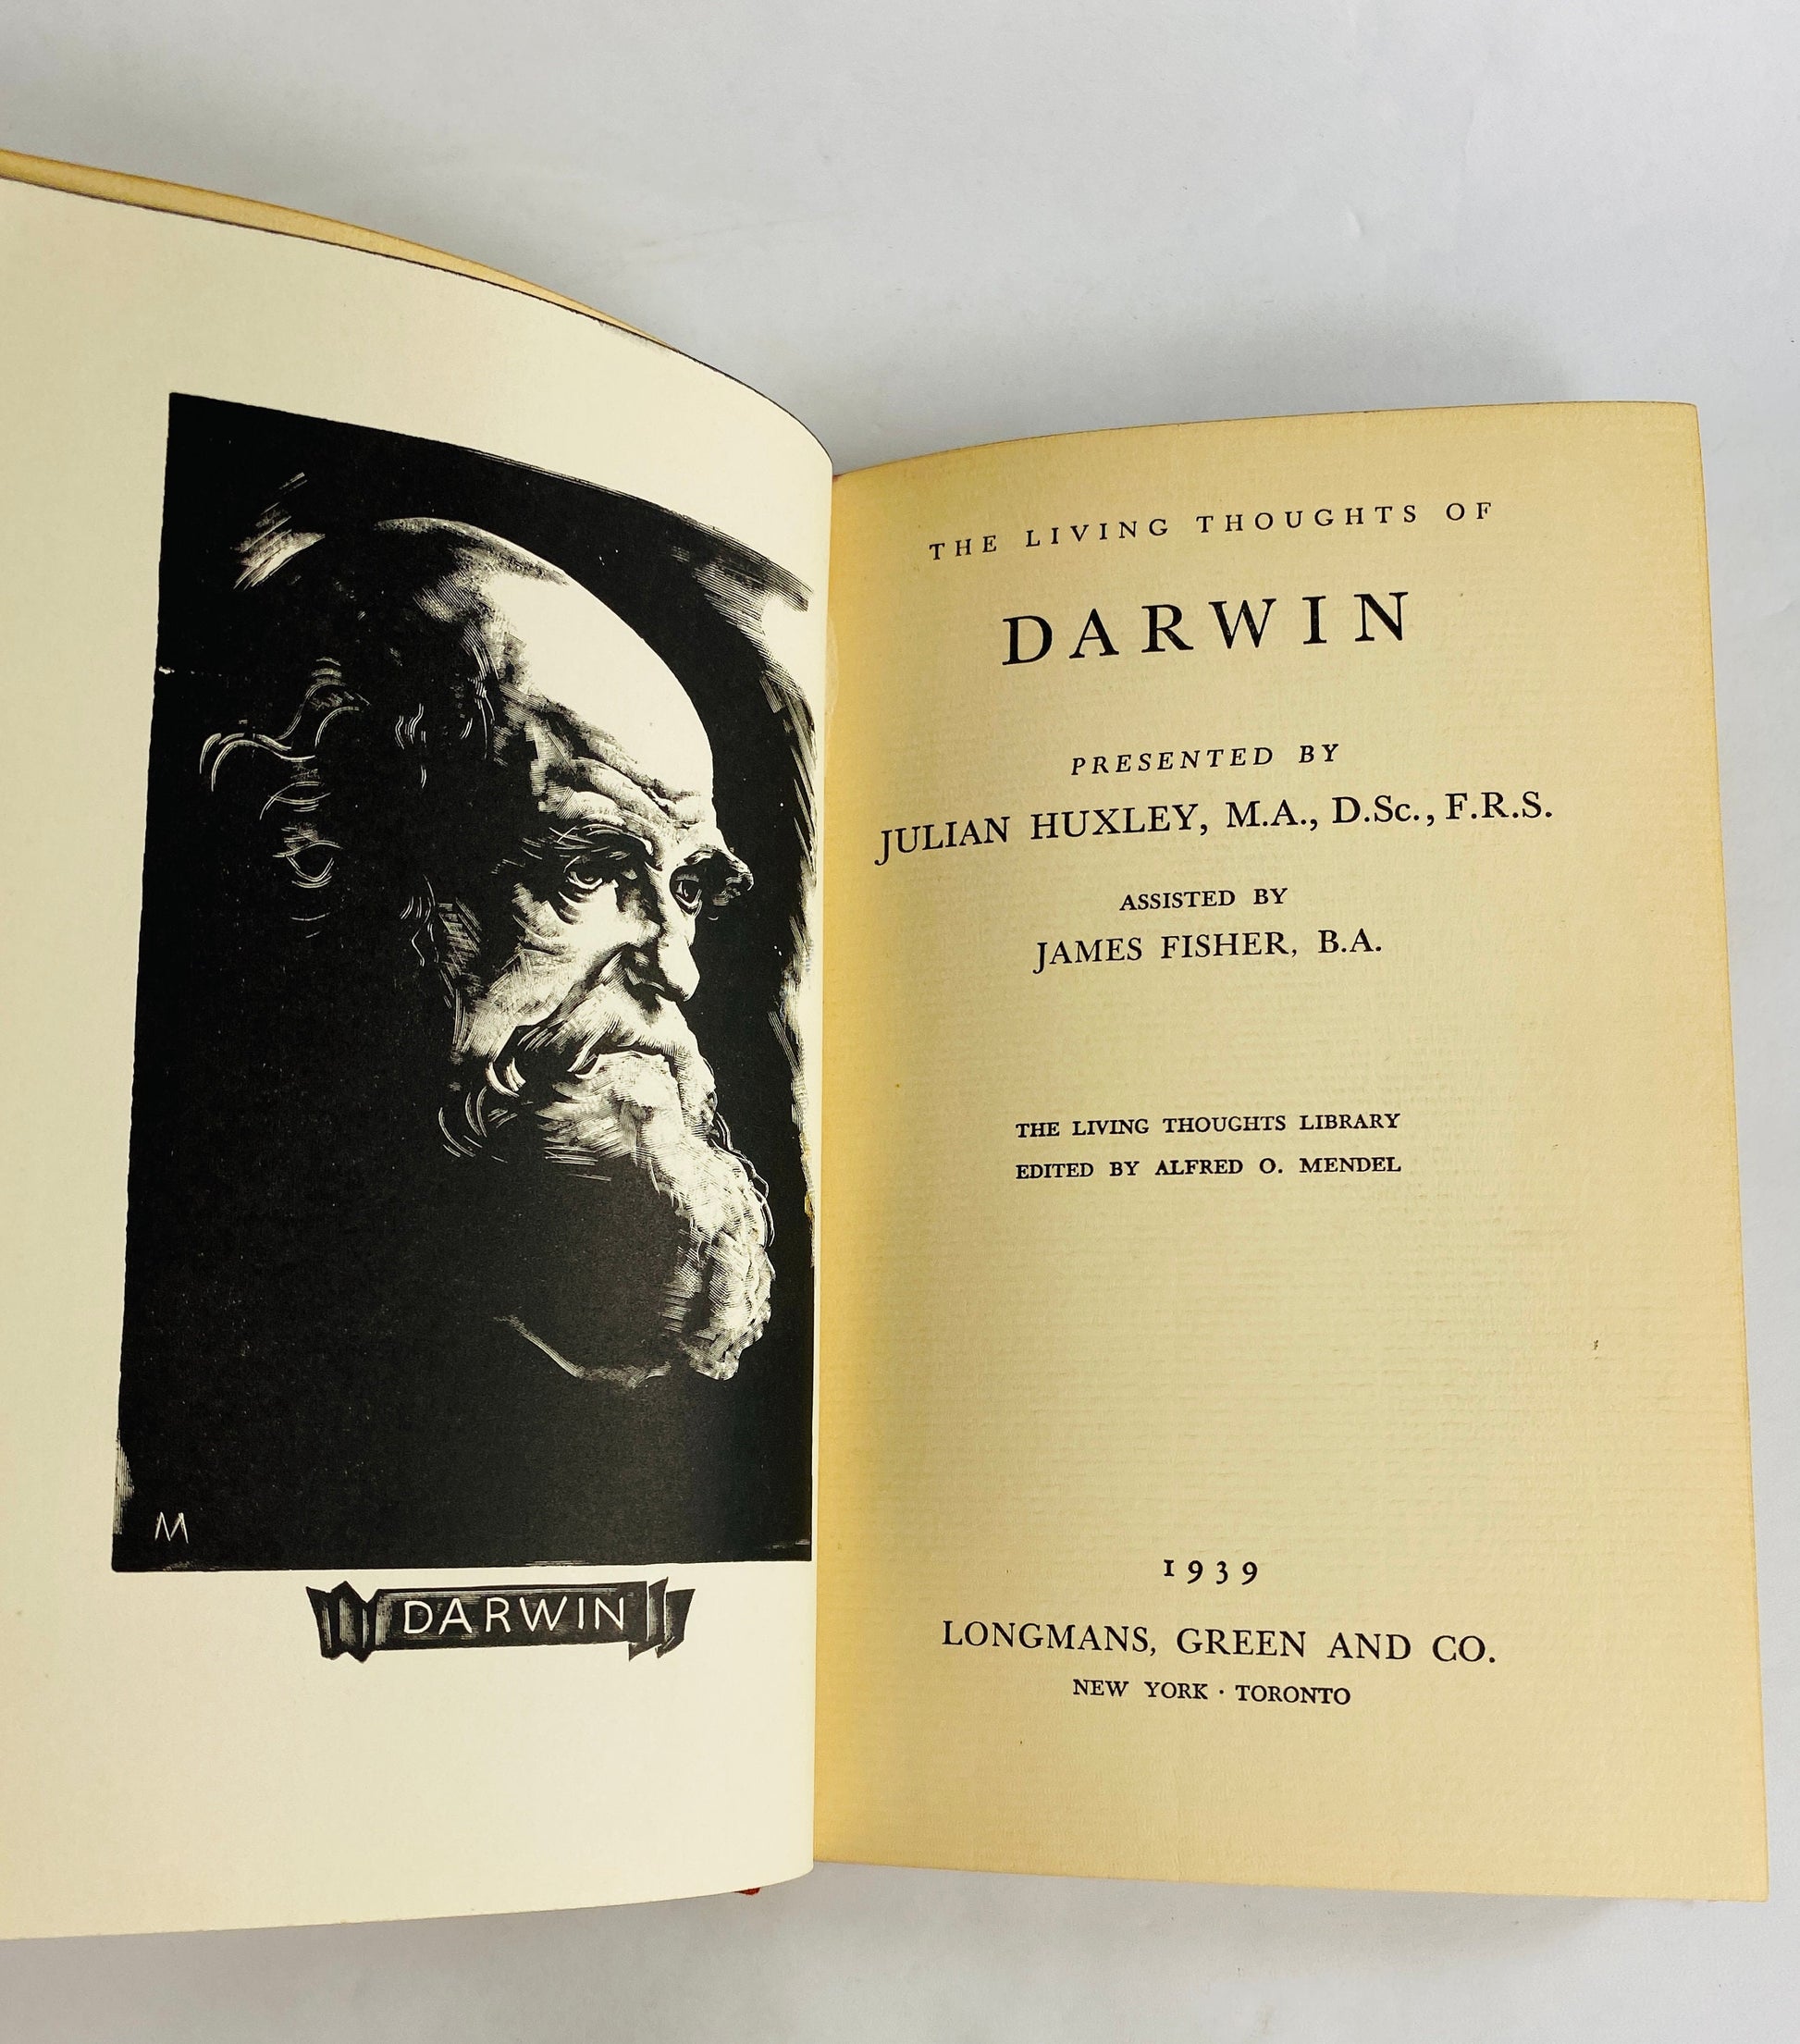 M
DARWIN
THE LIVING THOUGHTS OF
DARWIN
PRESENTED BY
JULIAN HUXLEY, M.A., D.Sc., F.R.S.
ASSISTED BY
JAMES FISHER, B.A.
THE LIVING THOUGHTS LIBRARY
EDITED BY ALFRED O. MENDEL
1939
LONGMANS, GREEN AND CO.
NEW YORK · TORONTO